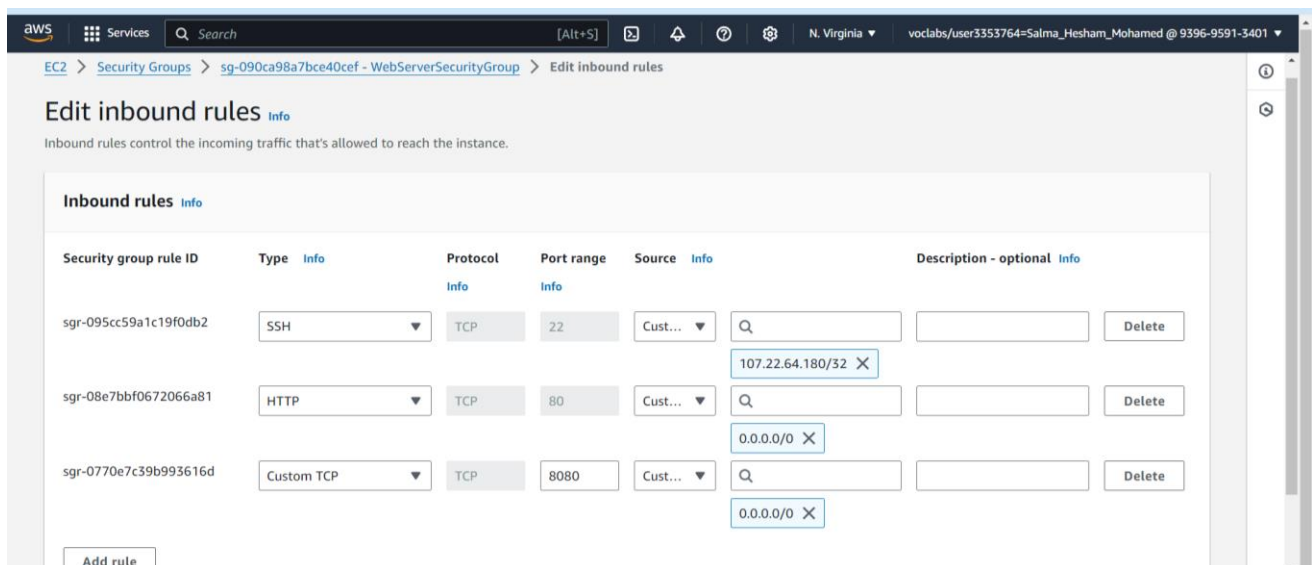 aws Services Search [Alt+S] N. Virginia voclabs/user3353764=Salma_Hesham_Mohamed @ 9396-9591-3401
EC2 > Security Groups > sg-090ca98a7bce40cef - WebServerSecurityGroup > Edit inbound rules
Edit inbound rules Info
Inbound rules control the incoming traffic that's allowed to reach the instance.
Inbound rules Info
Security group rule ID Type Info Protocol Port range Source Info Description - optional Info
Info Info
sgr-095cc59a1c19f0db2 SSH TCP 22 Cust... Delete
107.22.64.180/32
sgr-08e7bbf0672066a81 HTTP TCP 80 Cust... Delete
0.0.0.0/0
sgr-0770e7c39b993616d Custom TCP TCP 8080 Cust... Delete
0.0.0.0/0
Add rule